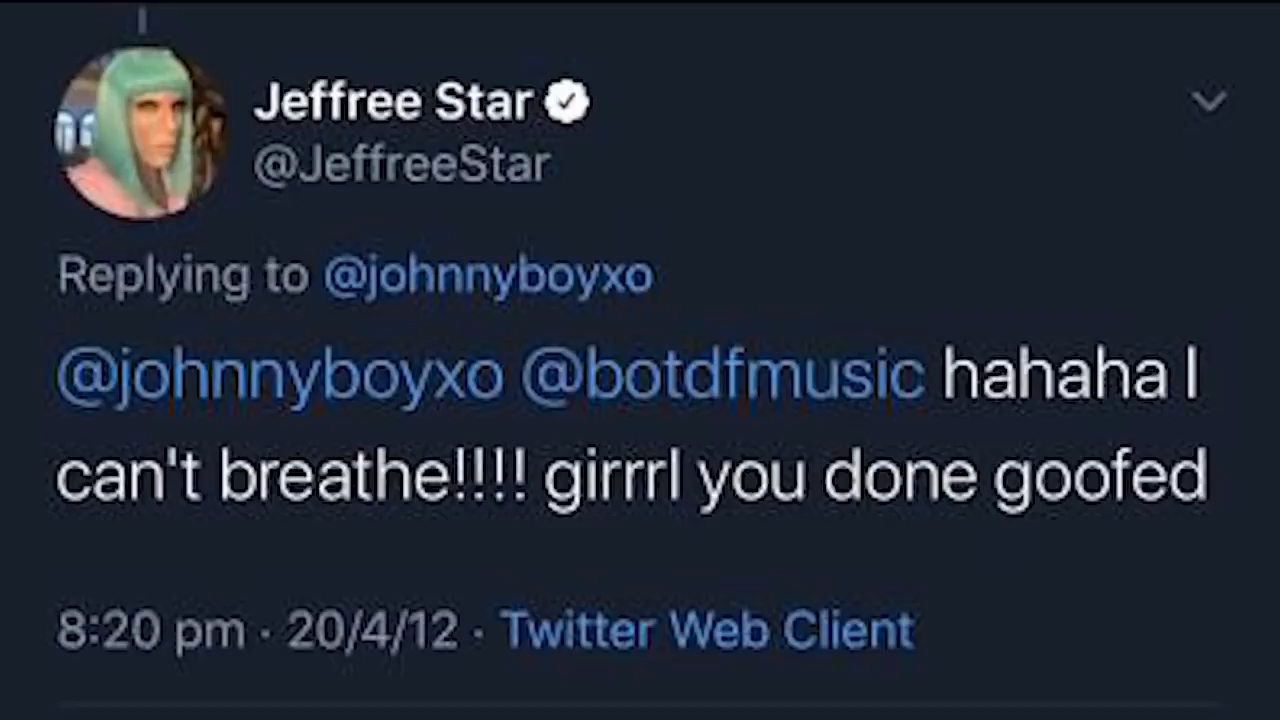 Jeffree Star
@JeffreeStar
Replying to @johnnyboyxo
@johnnyboyxo @botdfmusic hahaha I
can't breathe!!!! girrrl you done goofed
8:20 pm · 20/4/12 · Twitter Web Client